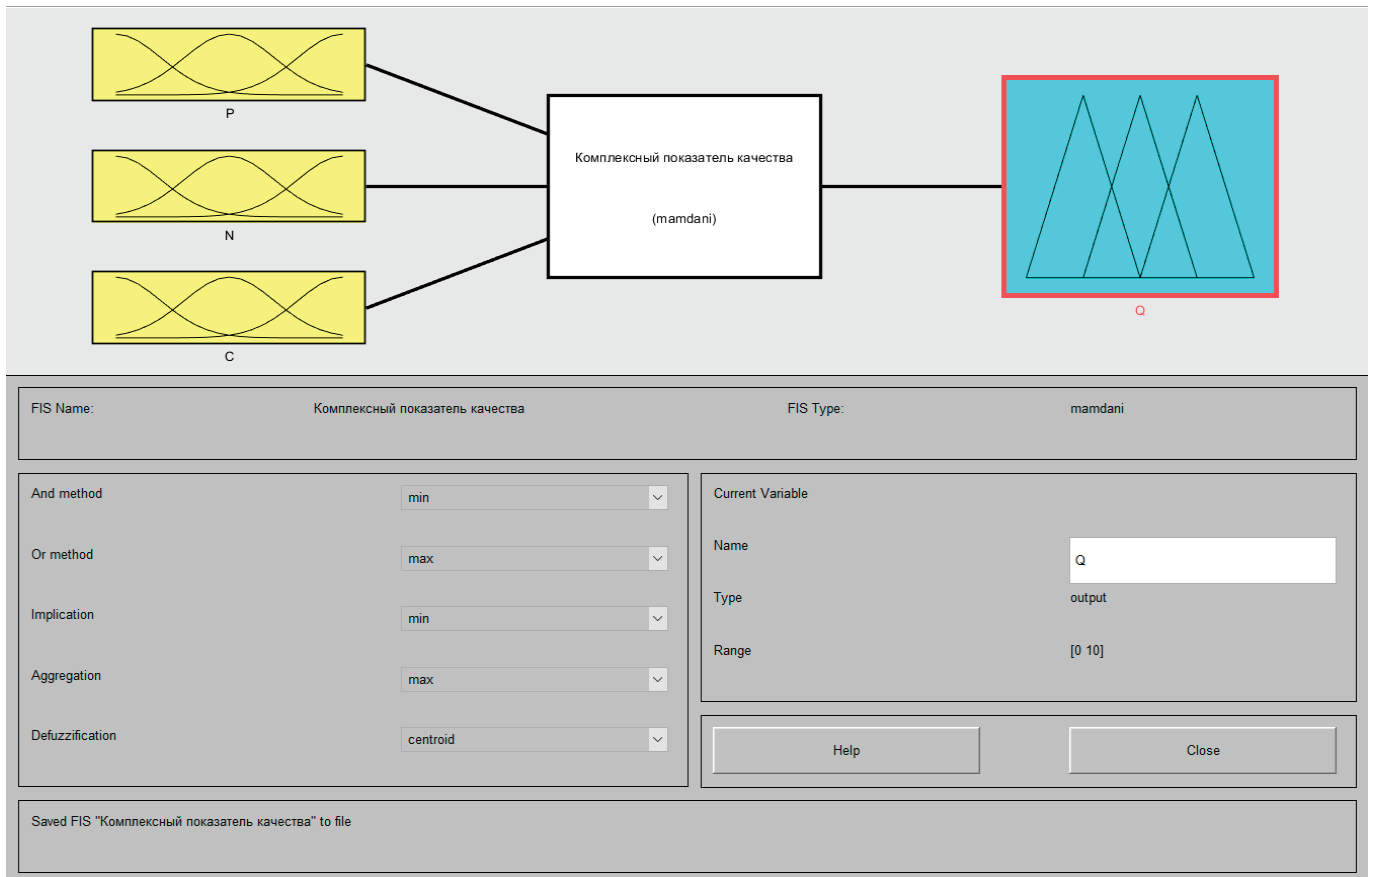 P
N
C
Комплексный показатель качества
(mamdani)
Q
FIS Name:
Комплексный показатель качества
FIS Type:
mamdani
And method
min
Or method
max
Implication
min
Aggregation
max
Defuzzification
centroid
Current Variable
Name
Q
Type
output
Range
[0 10]
Help
Close
Saved FIS "Комплексный показатель качества" to file